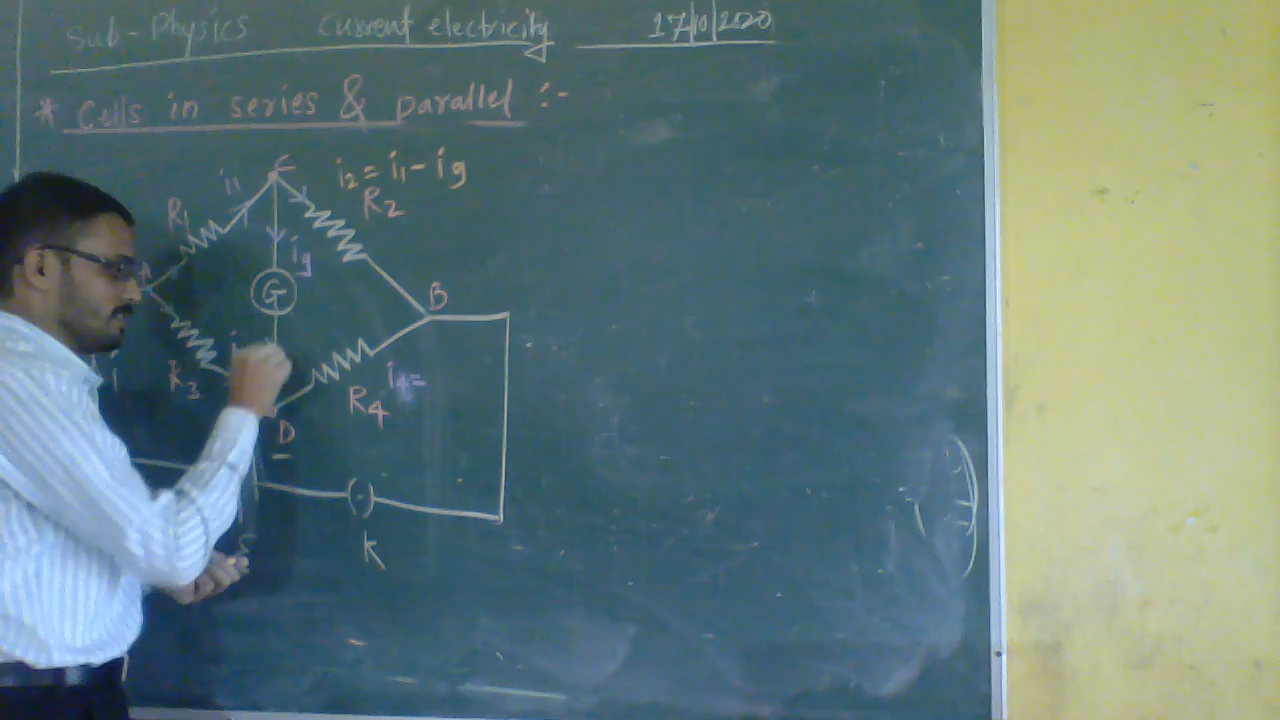 Sub-Physics Current electricity 17/10/2020
* Cells in series & parallel :-
C
i1 i2 = i1 - ig
R1 R2
A ig
G
B
R3 i4 =
R4
D
K